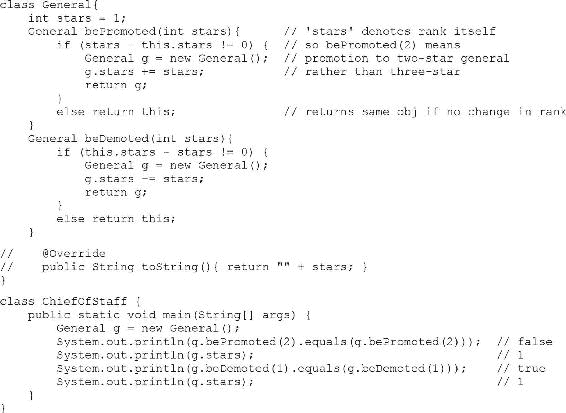 class General{
    int stars = 1;
    General bePromoted(int stars){      // 'stars' denotes rank itself
        if (stars - this.stars != 0) {  // so bePromoted(2) means
            General g = new General();  // promotion to two-star general
            g.stars += stars;           // rather than three-star
            return g;
        }
        else return this;               // returns same obj if no change in rank
    }
    General beDemoted(int stars){
        if (this.stars - stars != 0) {
            General g = new General();
            g.stars -= stars;
            return g;
        }
        else return this;
    }
//    @Override
//    public String toString(){ return "" + stars; }
}
class ChiefOfStaff {
    public static void main(String[] args) {
        General g = new General();
        System.out.println(g.bePromoted(2).equals(g.bePromoted(2)));  // false
        System.out.println(g.stars);                                  // 1
        System.out.println(g.beDemoted(1).equals(g.beDemoted(1)));    // true
        System.out.println(g.stars);                                  // 1
    }
}